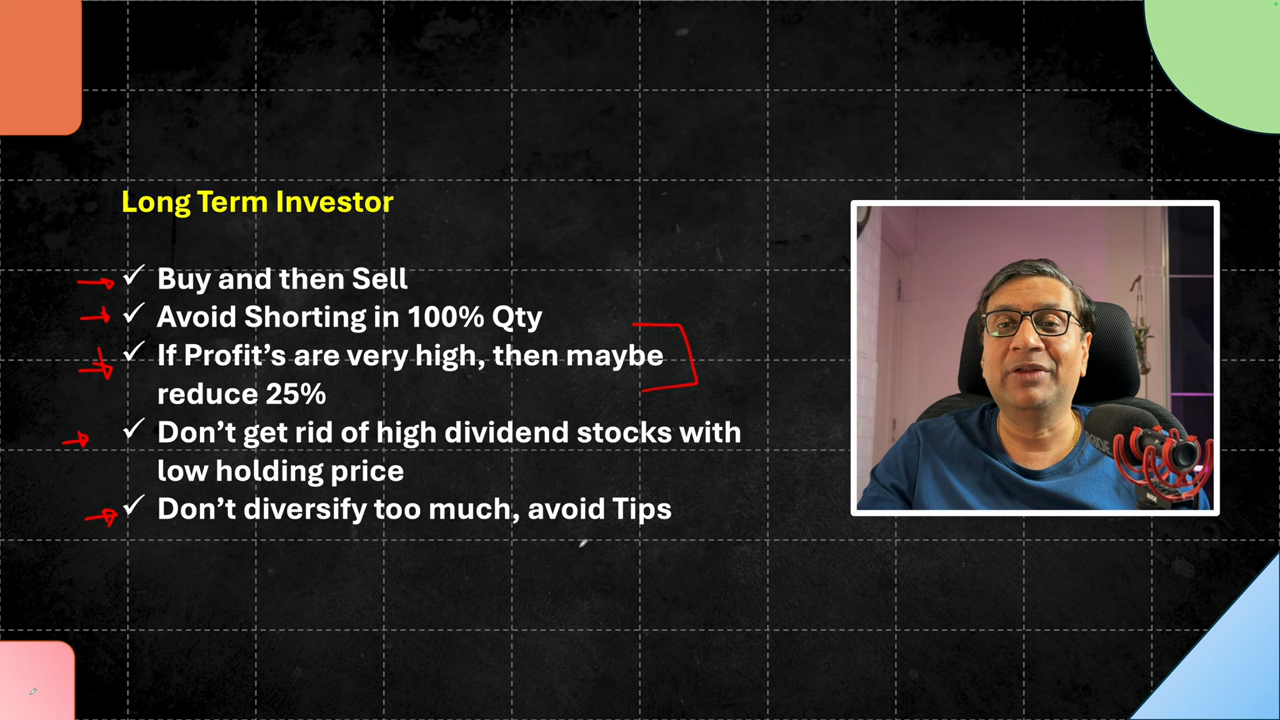 Long Term Investor
✓ Buy and then Sell
✓ Avoid Shorting in 100% Qty
✓ If Profit’s are very high, then maybe
reduce 25%
✓ Don’t get rid of high dividend stocks with
low holding price
✓ Don’t diversify too much, avoid Tips